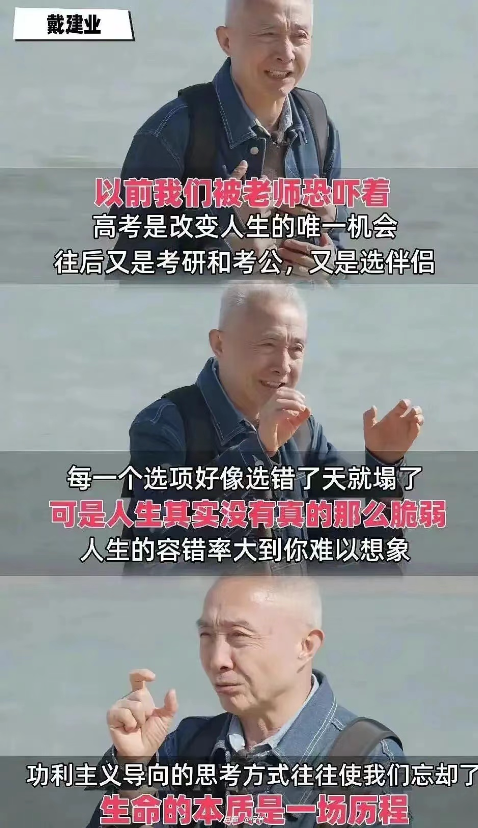 戴建业
以前我们被老师恐吓着
高考是改变人生的唯一机会
往后又是考研和考公，又是选伴侣
每一个选项好像选错了天就塌了
可是人生其实没有真的那么脆弱
人生的容错率大到你难以想象
功利主义导向的思考方式往往使我们忘却了
生命的本质是一场历程